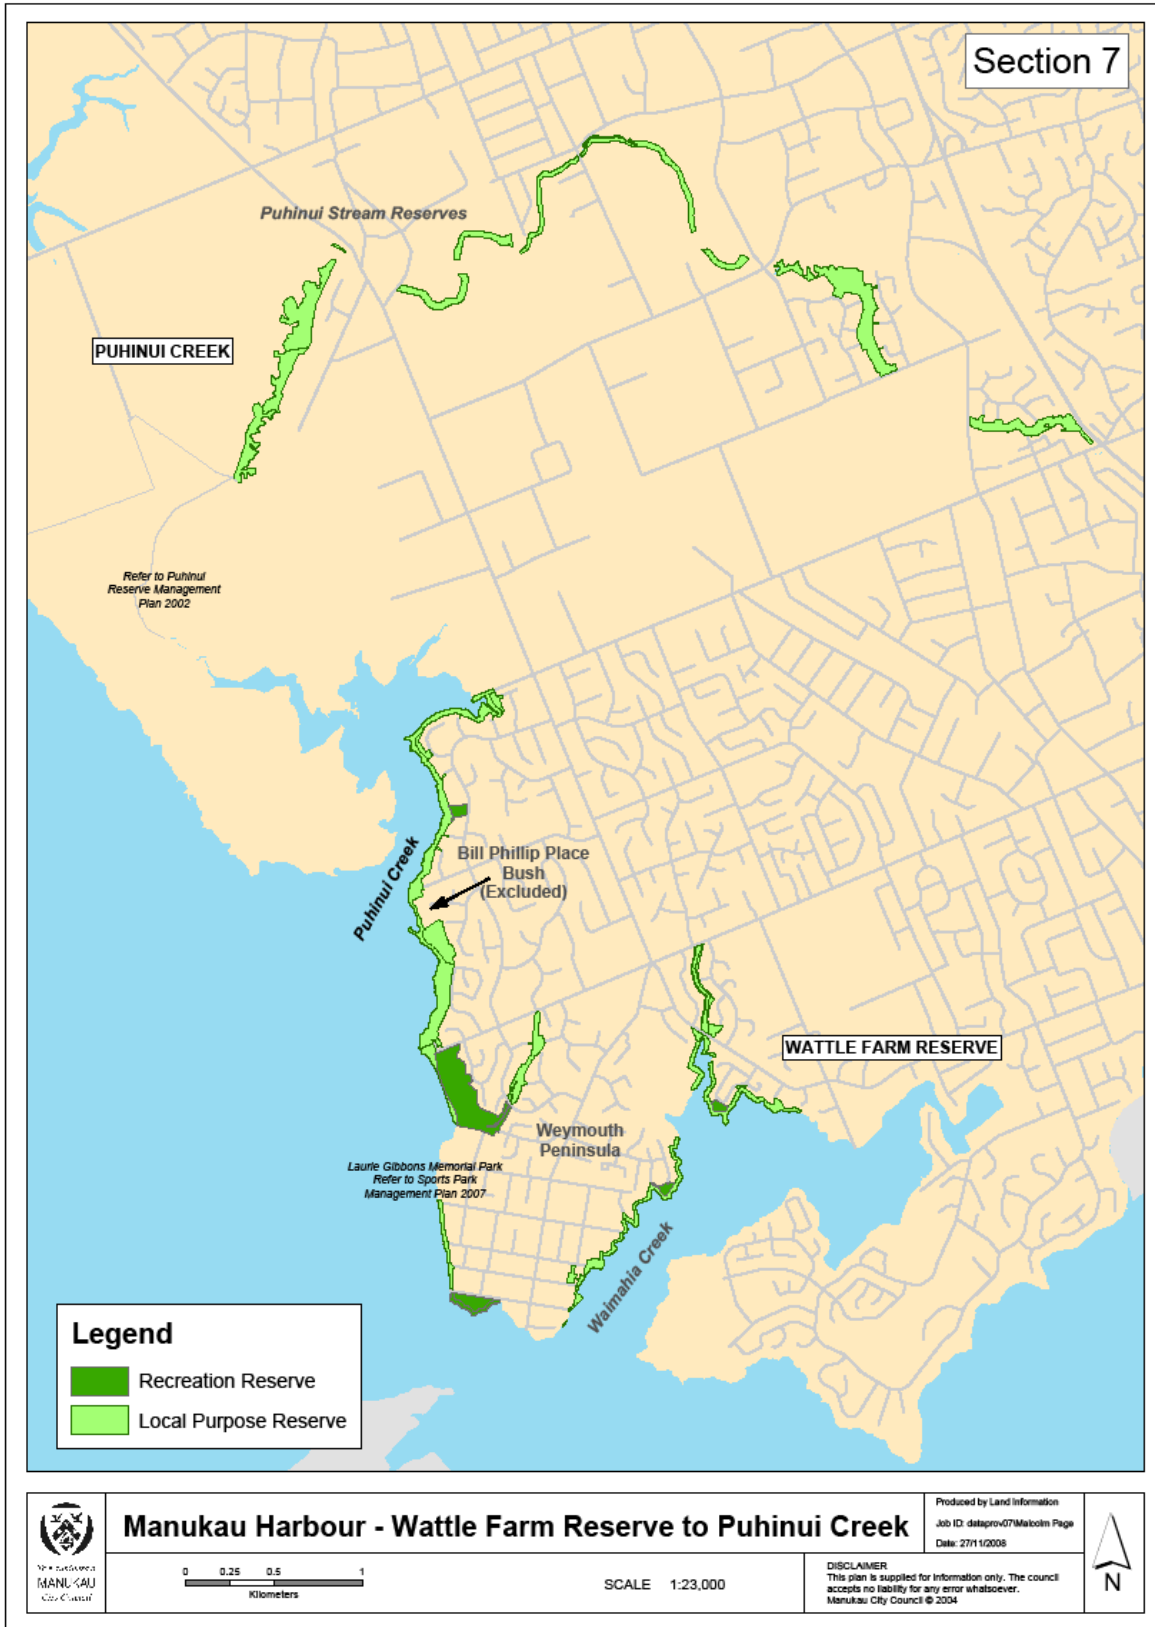 Section 7
Puhinui Stream Reserves
PUHINUI CREEK
Refer to Puhinui
Reserve Management
Plan 2002
Puhinui Creek
Bill Phillip Place
Bush
(Excluded)
WATTLE FARM RESERVE
Weymouth
Peninsula
Laurie Gibbons Memorial Park
Refer to Sports Park
Management Plan 2007
Waimahia Creek
Legend
Recreation Reserve
Local Purpose Reserve
MANUKAU
City Council
Manukau Harbour - Wattle Farm Reserve to Puhinui Creek
0 0.25 0.5 1
Kilometers
SCALE 1:23,000
Produced by Land Information
Job ID: dataprov07\Malcolm Page
Date: 27/11/2008
DISCLAIMER
This plan is supplied for information only. The council
accepts no liability for any error whatsoever.
Manukau City Council © 2004
N